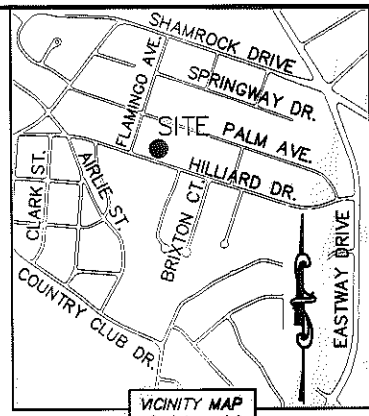 SHAMROCK DRIVE
FLAMINGO AVE.
SPRINGWAY DR.
SITE
PALM AVE.
HILLIARD DR.
CLARK ST.
AIRLIE ST.
BRIXTON CT.
EASTWAY DRIVE
COUNTRY CLUB DR.
VICINITY MAP